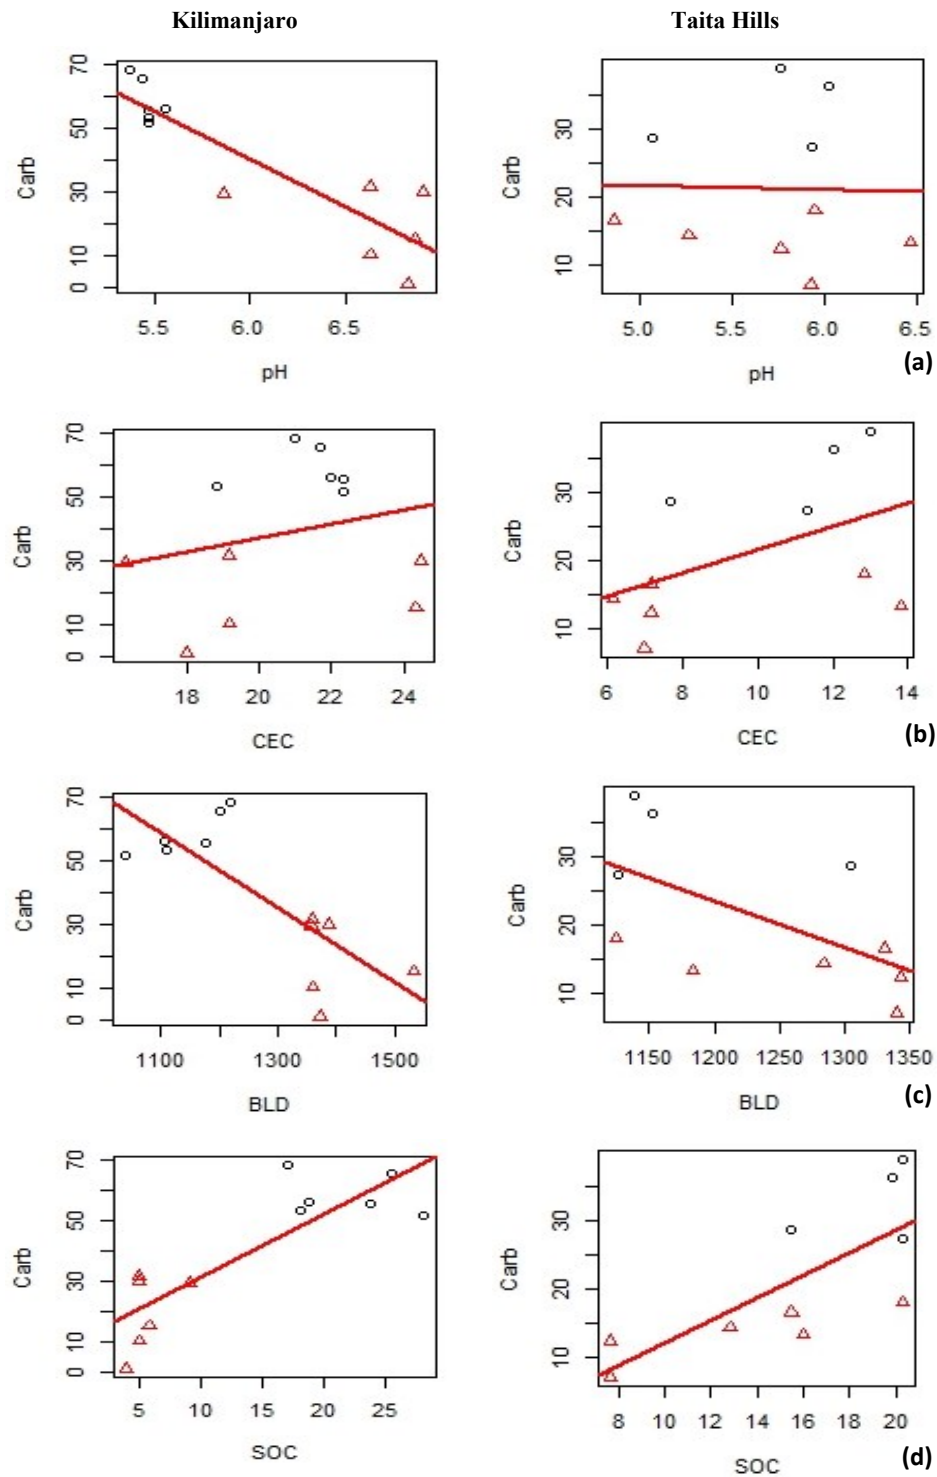 Kilimanjaro
Taita Hills
Carb
70
50
30
10
0
5.5 6.0 6.5
pH
Carb
30
20
10
5.0 5.5 6.0 6.5
pH
(a)
Carb
70
50
30
10
0
18 20 22 24
CEC
Carb
30
20
10
6 8 10 12 14
CEC
(b)
Carb
70
50
30
10
0
1100 1300 1500
BLD
Carb
30
20
10
1150 1200 1250 1300 1350
BLD
(c)
Carb
70
50
30
10
0
5 10 15 20 25
SOC
Carb
30
20
10
8 10 12 14 16 18 20
SOC
(d)